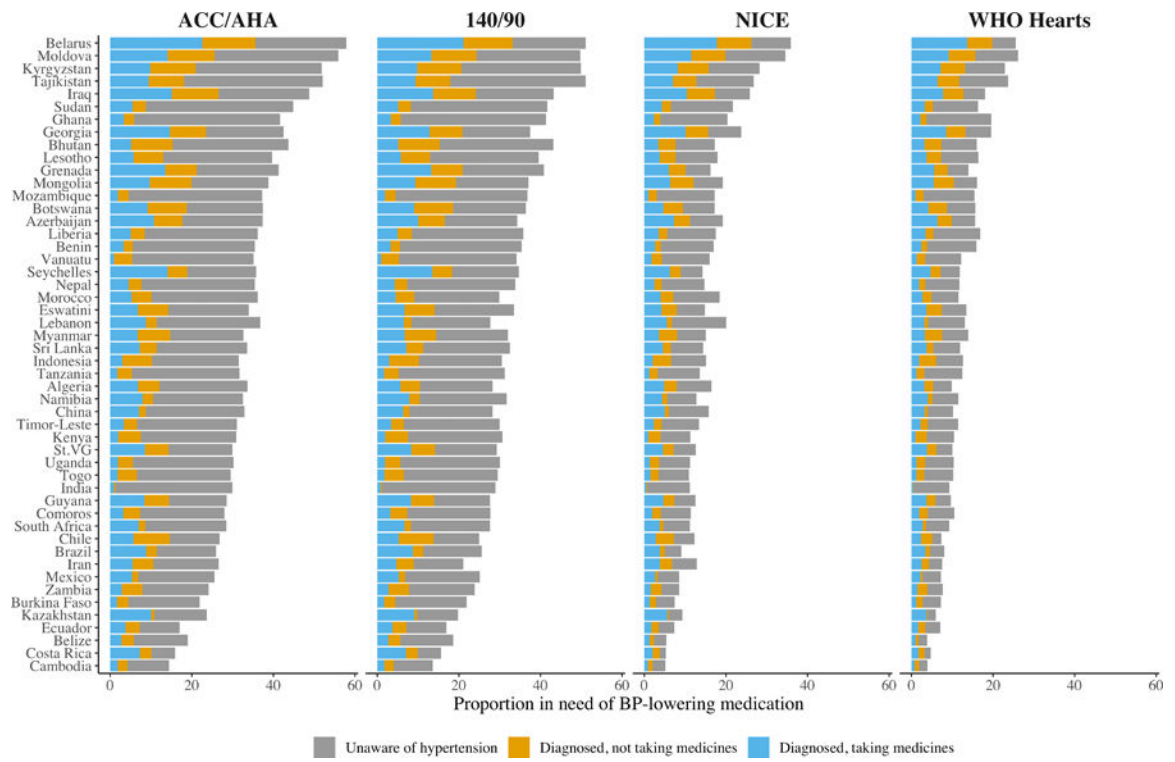 ACC/AHA 140/90 NICE WHO Hearts
Belarus
Moldova
Kyrgyzstan
Tajikistan
Iraq
Sudan
Ghana
Georgia
Bhutan
Lesotho
Grenada
Mongolia
Mozambique
Botswana
Azerbaijan
Liberia
Benin
Vanuatu
Seychelles
Nepal
Morocco
Eswatini
Lebanon
Myanmar
Sri Lanka
Indonesia
Tanzania
Algeria
Namibia
China
Timor-Leste
Kenya
St.VG
Uganda
Togo
India
Guyana
Comoros
South Africa
Chile
Brazil
Iran
Mexico
Zambia
Burkina Faso
Kazakhstan
Ecuador
Belize
Costa Rica
Cambodia
0 20 40 60 0 20 40 60 0 20 40 60 0 20 40 60
Proportion in need of BP-lowering medication
Unaware of hypertension Diagnosed, not taking medicines Diagnosed, taking medicines